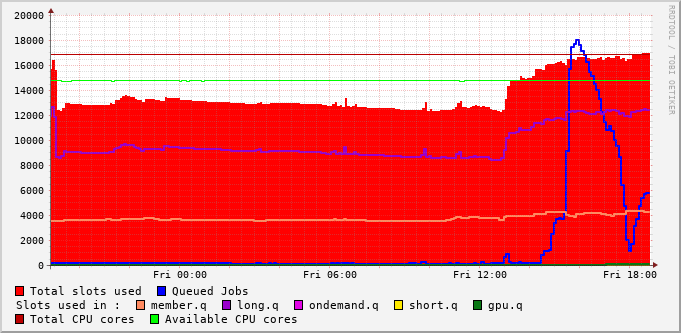 20000
18000
16000
14000
12000
10000
8000
6000
4000
2000
0
Fri 00:00 Fri 06:00 Fri 12:00 Fri 18:00
Total slots used Queued Jobs
Slots used in : member.q long.q ondemand.q short.q gpu.q
Total CPU cores Available CPU cores
RRDTOOL / TOBI OETIKER